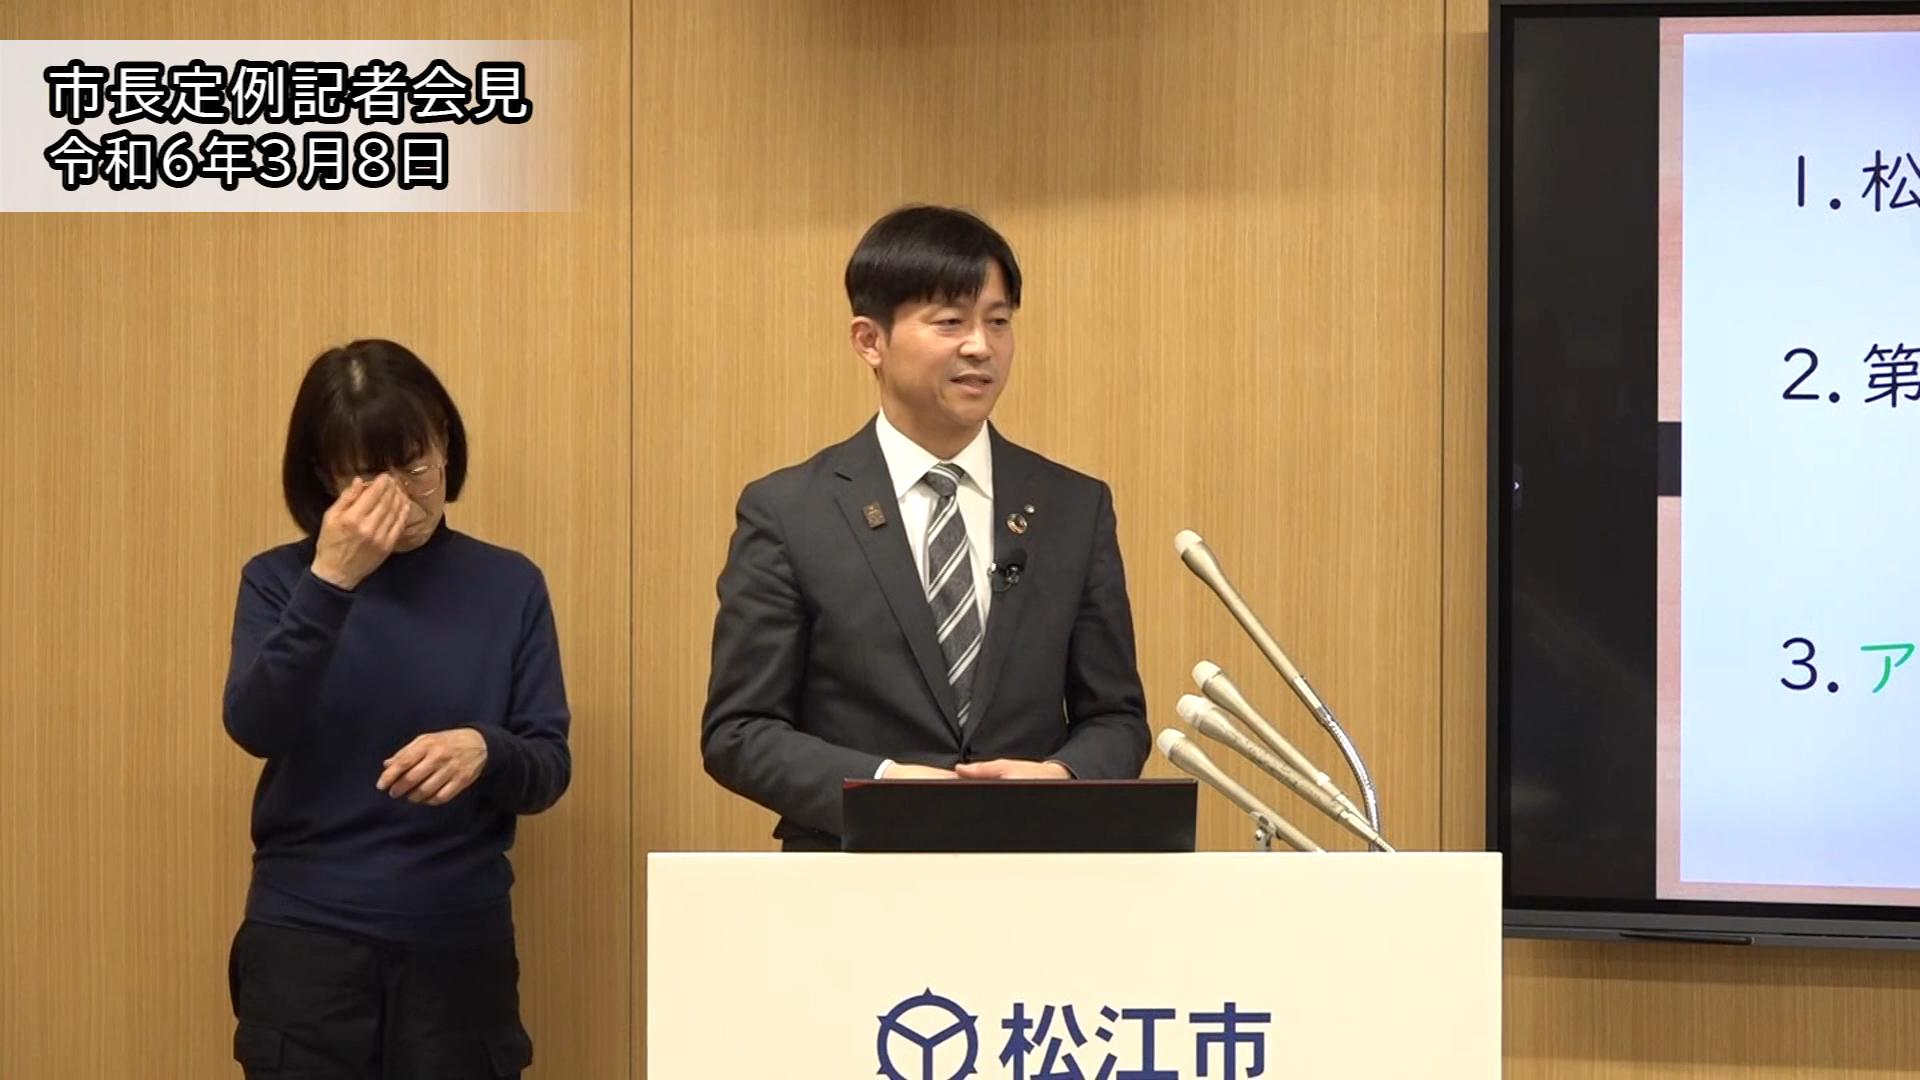 市長定例記者会見
令和6年3月8日
1. 松
2. 第
3. ア
松江市